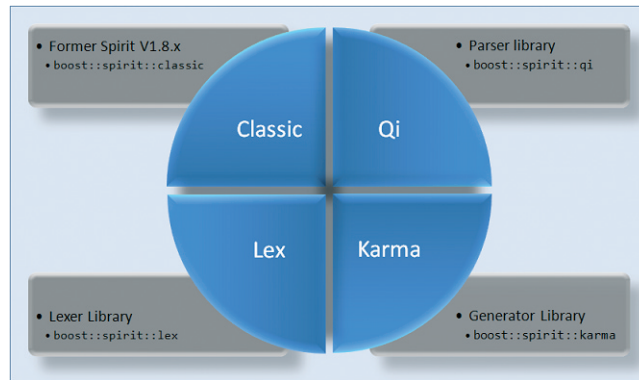 • Former Spirit V1.8.x
• boost::spirit::classic
• Parser library
• boost::spirit::qi
Classic
Qi
Lex
Karma
• Lexer Library
• boost::spirit::lex
• Generator Library
• boost::spirit::karma